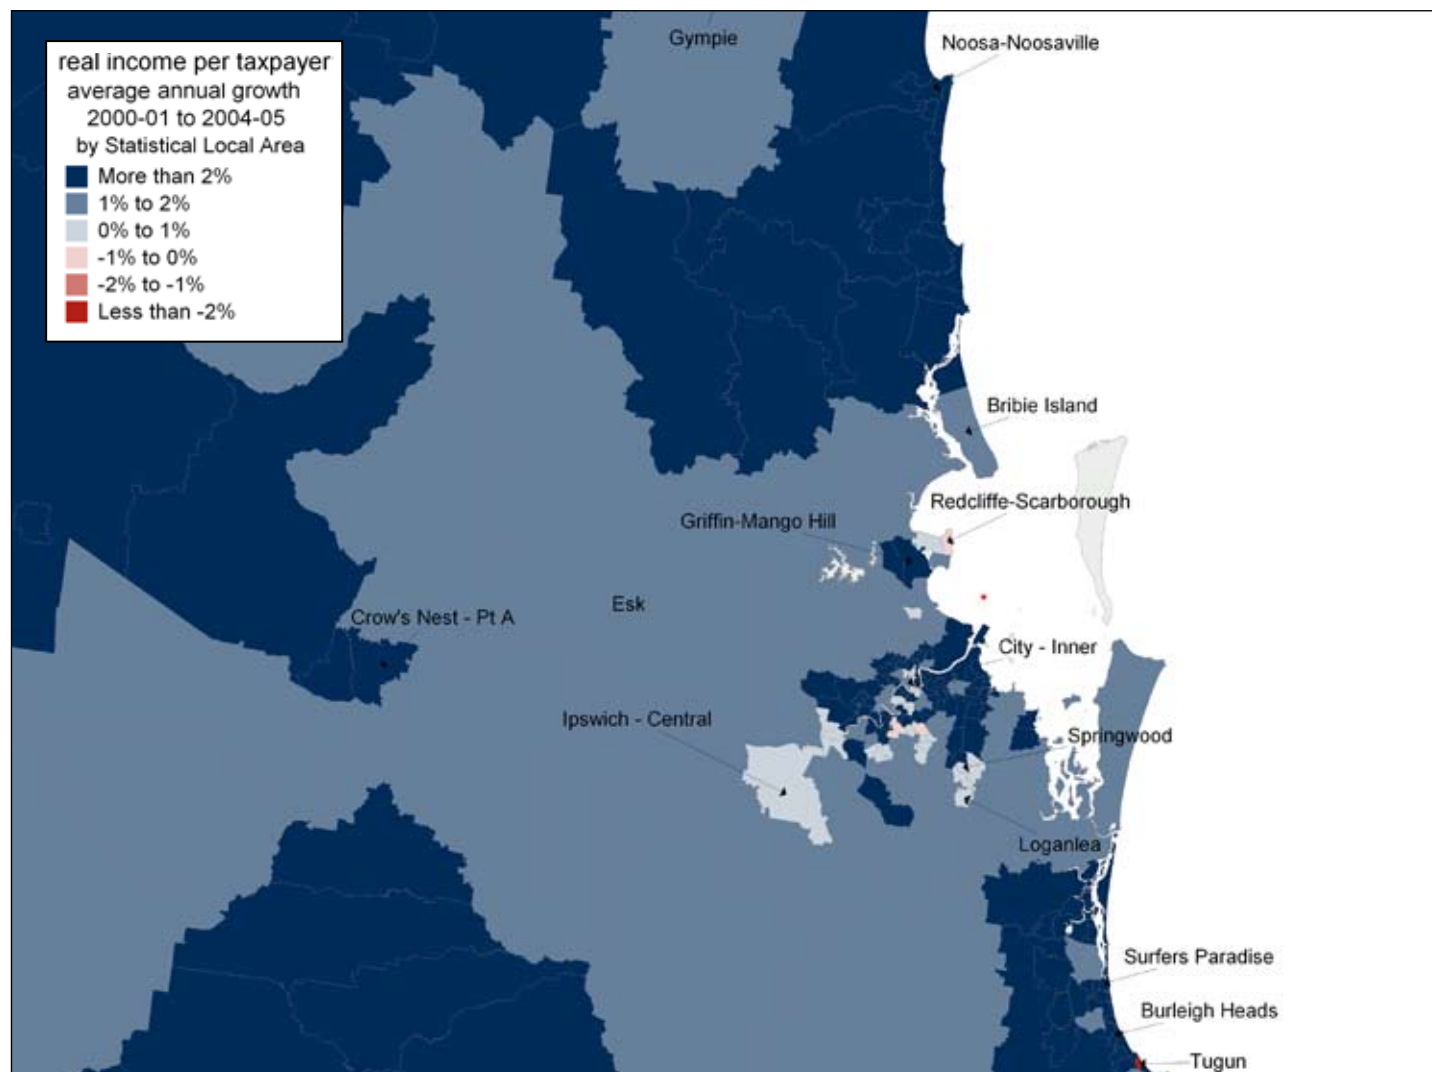 Gympie
Noosa-Noosaville
real income per taxpayer
average annual growth
2000-01 to 2004-05
by Statistical Local Area
More than 2%
1% to 2%
0% to 1%
-1% to 0%
-2% to -1%
Less than -2%
Bribie Island
Redcliffe-Scarborough
Griffin-Mango Hill
Esk
Crow's Nest - Pt A
City - Inner
Ipswich - Central
Springwood
Loganlea
Surfers Paradise
Burleigh Heads
Tugun